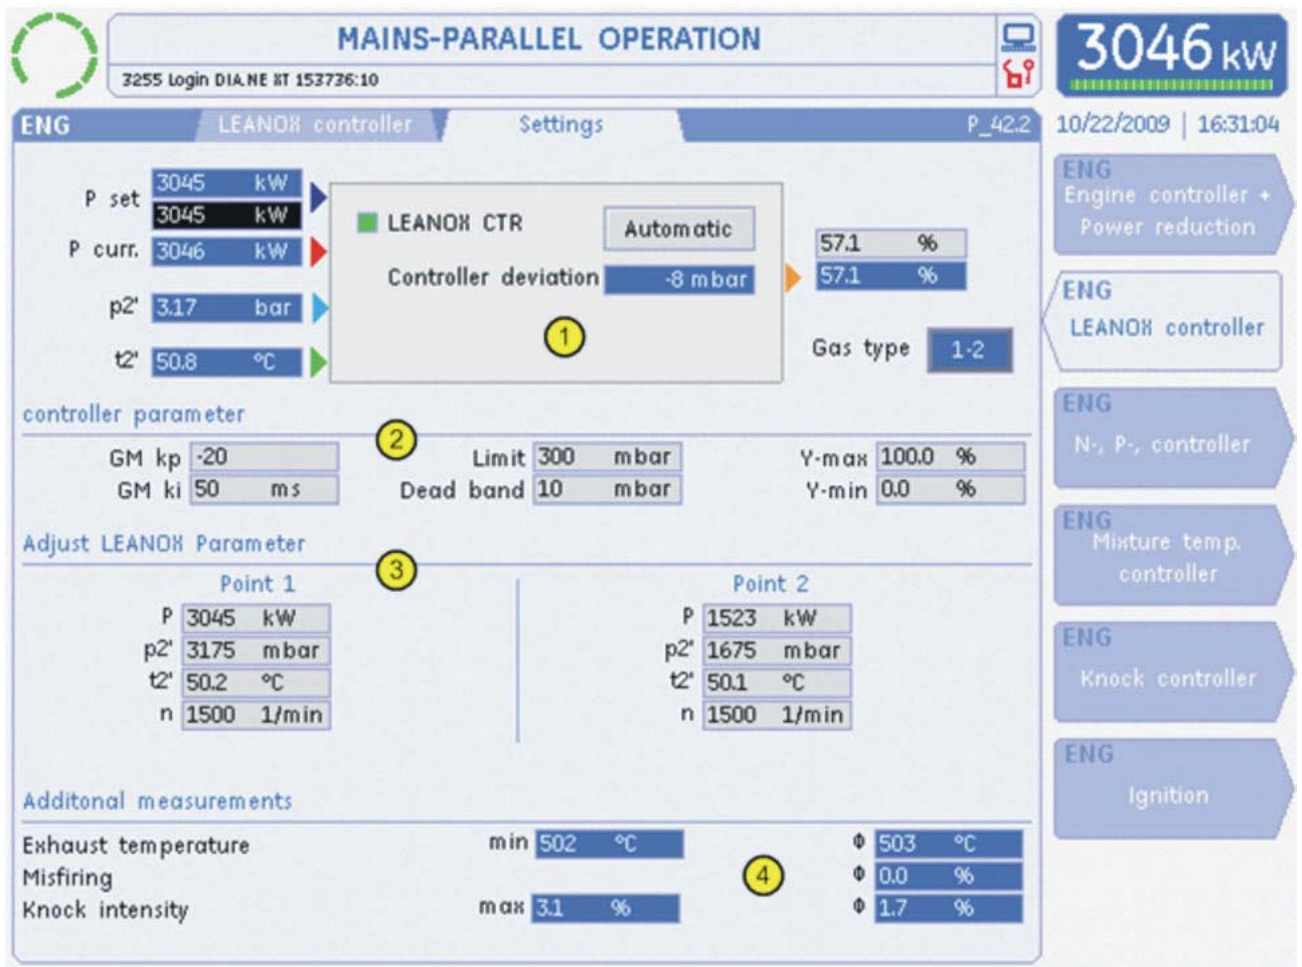 MAINS-PARALLEL OPERATION
3255 Login DIA.NE XT 153736:10
3046 kW
ENG LEANOX controller Settings P_42.2
10/22/2009 | 16:31:04
P set 3045 kW
3045 kW
P curr. 3046 kW
p2' 3.17 bar
t2' 50.8 °C
LEANOX CTR Automatic
Controller deviation -8 mbar
1
57.1 %
57.1 %
Gas type 1-2
controller parameter
2
GM kp -20 Limit 300 mbar Y-max 100.0 %
GM ki 50 ms Dead band 10 mbar Y-min 0.0 %
Adjust LEANOX Parameter
3
Point 1
P 3045 kW
p2' 3175 mbar
t2' 50.2 °C
n 1500 1/min
Point 2
P 1523 kW
p2' 1675 mbar
t2' 50.1 °C
n 1500 1/min
Additonal measurements
Exhaust temperature min 502 °C Φ 503 °C
Misfiring 4 Φ 0.0 %
Knock intensity max 3.1 % Φ 1.7 %
ENG
Engine controller +
Power reduction
ENG
LEANOX controller
ENG
N-, P-, controller
ENG
Mixture temp.
controller
ENG
Knock controller
ENG
Ignition